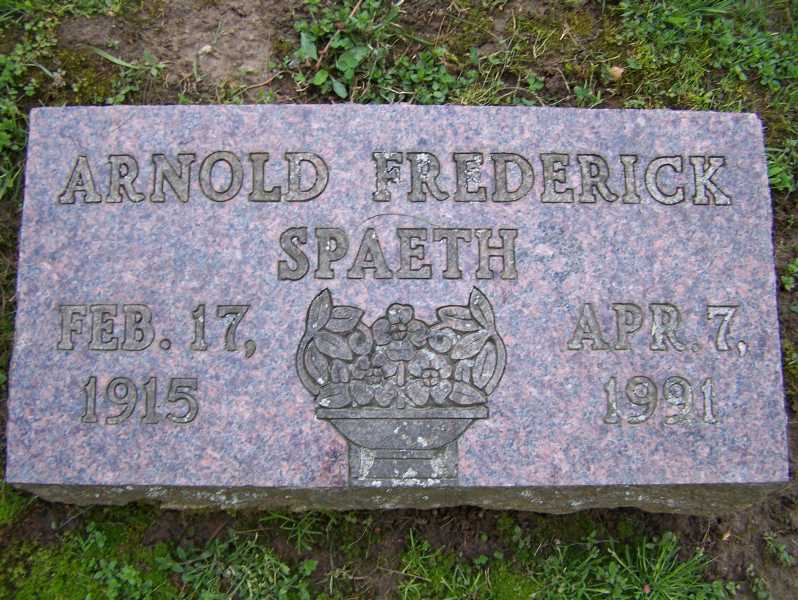 ARNOLD FREDERICK
SPAETH
FEB. 17,
1915
APR. 7,
1991